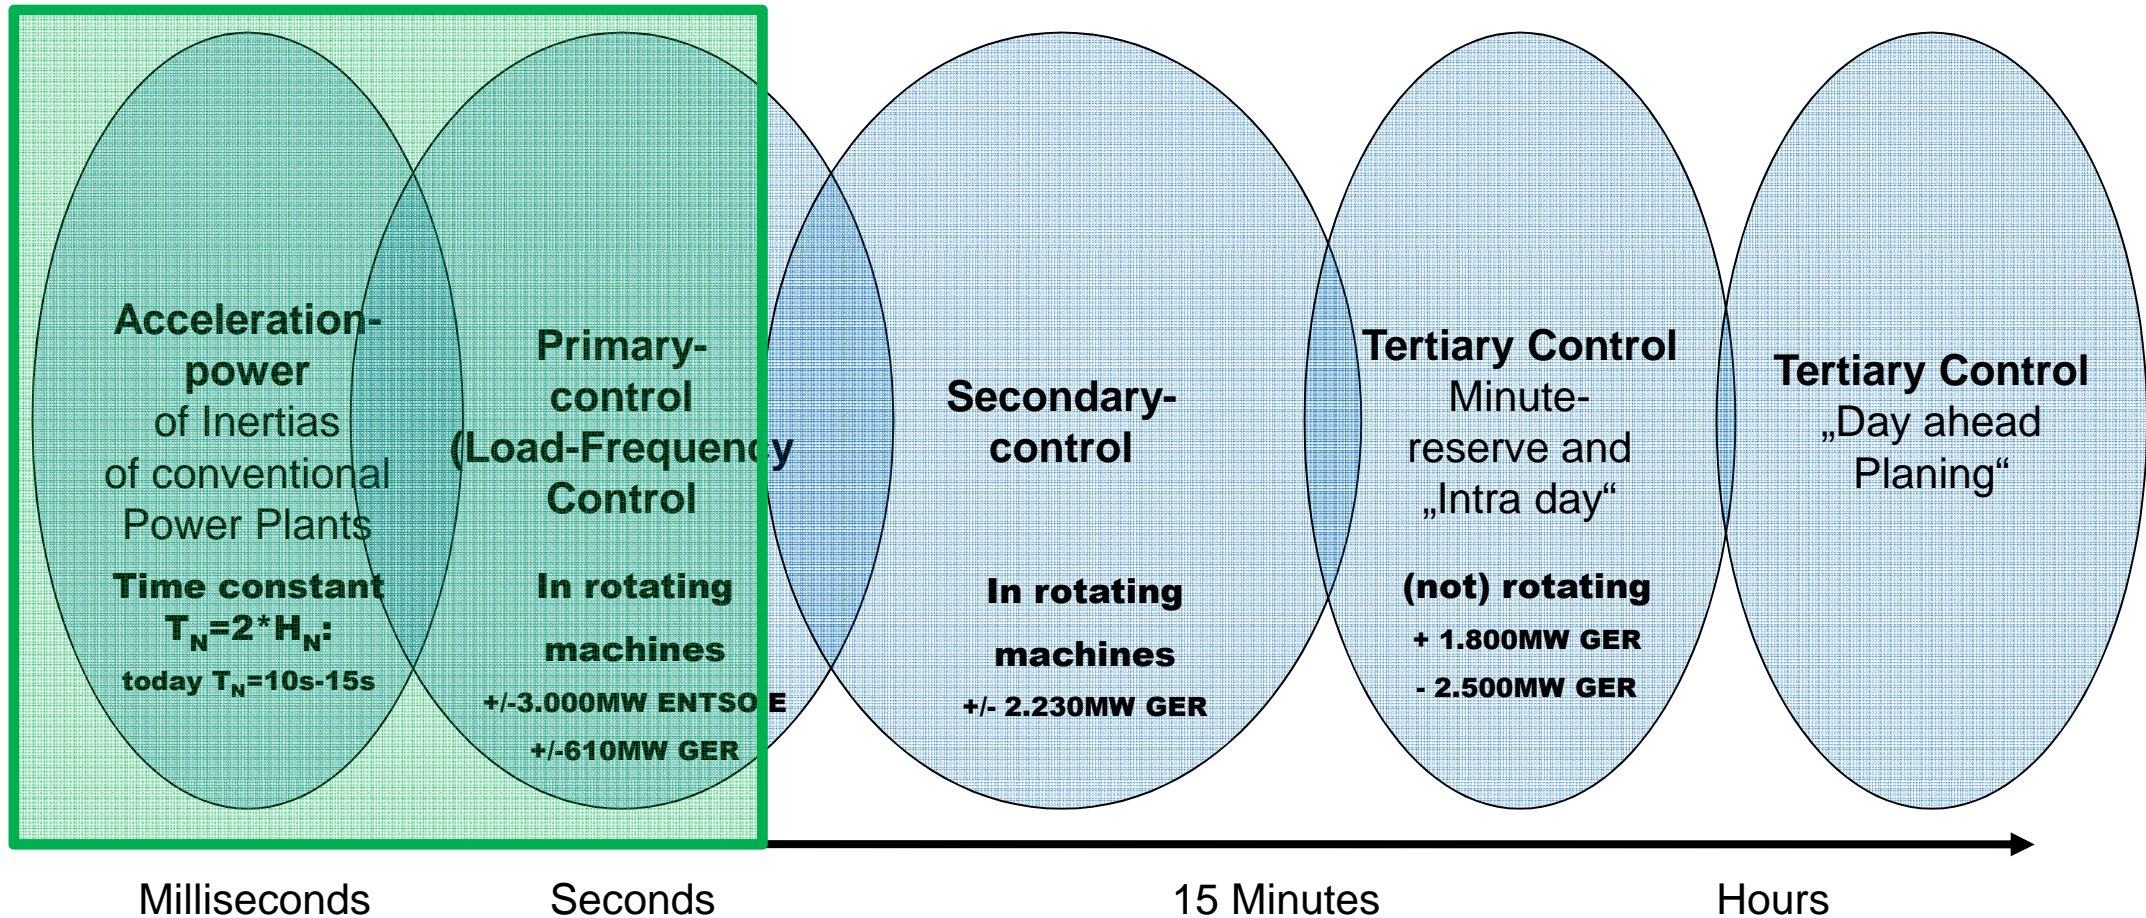 Acceleration-
power
of Inertias
of conventional
Power Plants
Time constant
TN=2*HN:
today TN=10s-15s
Primary-
control
(Load-Frequency
Control
In rotating
machines
+/-3.000MW ENTSO E
+/-610MW GER
Secondary-
control
In rotating
machines
+/- 2.230MW GER
Tertiary Control
Minute-
reserve and
„Intra day“
(not) rotating
+ 1.800MW GER
- 2.500MW GER
Tertiary Control
„Day ahead
Planing“
Milliseconds
Seconds
15 Minutes
Hours